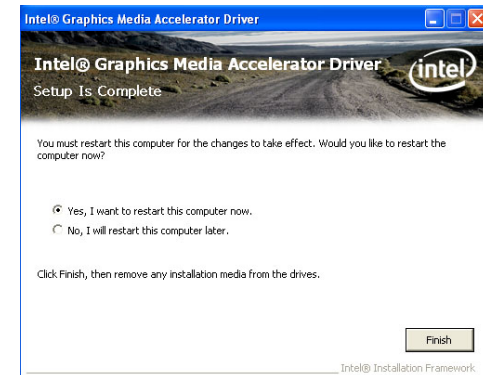 Intel® Graphics Media Accelerator Driver
Intel® Graphics Media Accelerator Driver
Setup Is Complete
intel
You must restart this computer for the changes to take effect. Would you like to restart the
computer now?
Yes, I want to restart this computer now.
No, I will restart this computer later.
Click Finish, then remove any installation media from the drives.
Finish
Intel® Installation Framework